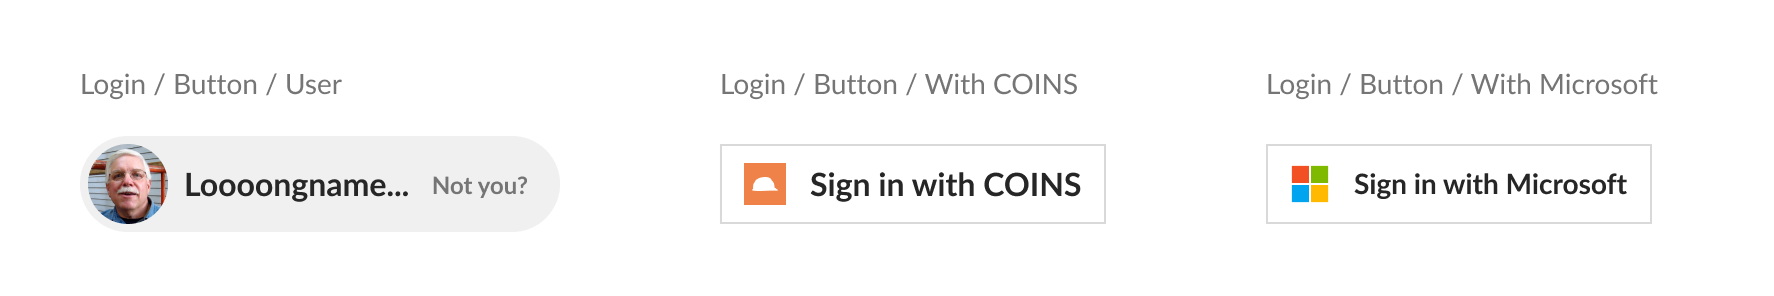 Login / Button / User
Loooongname... Not you?
Login / Button / With COINS
Sign in with COINS
Login / Button / With Microsoft
Sign in with Microsoft